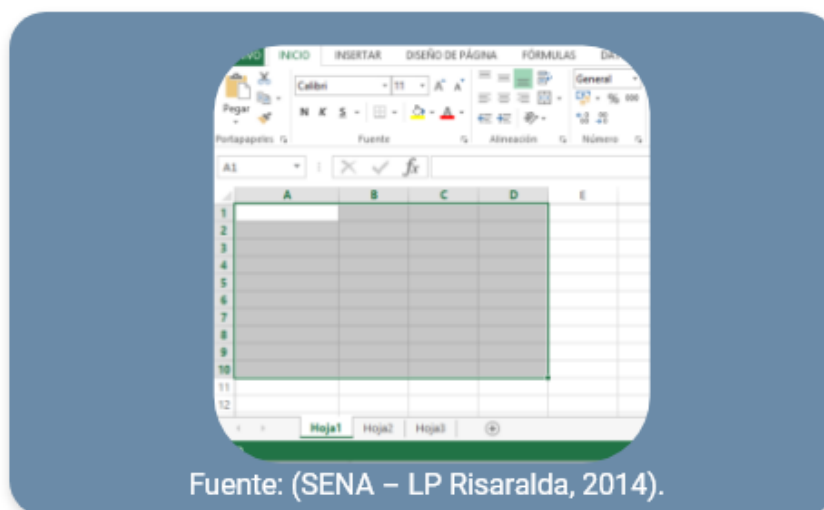 INICIO INSERTAR DISEÑO DE PÁGINA FÓRMULAS
Calibri 11 A A General
Pegar N K S A % 000
Portapapeles Fuente Alineación Número
A1 fx
A B C D E
1
2
3
4
5
6
7
8
9
10
11
12
Hoja1 Hoja2 Hoja3
Fuente: (SENA – LP Risaralda, 2014).